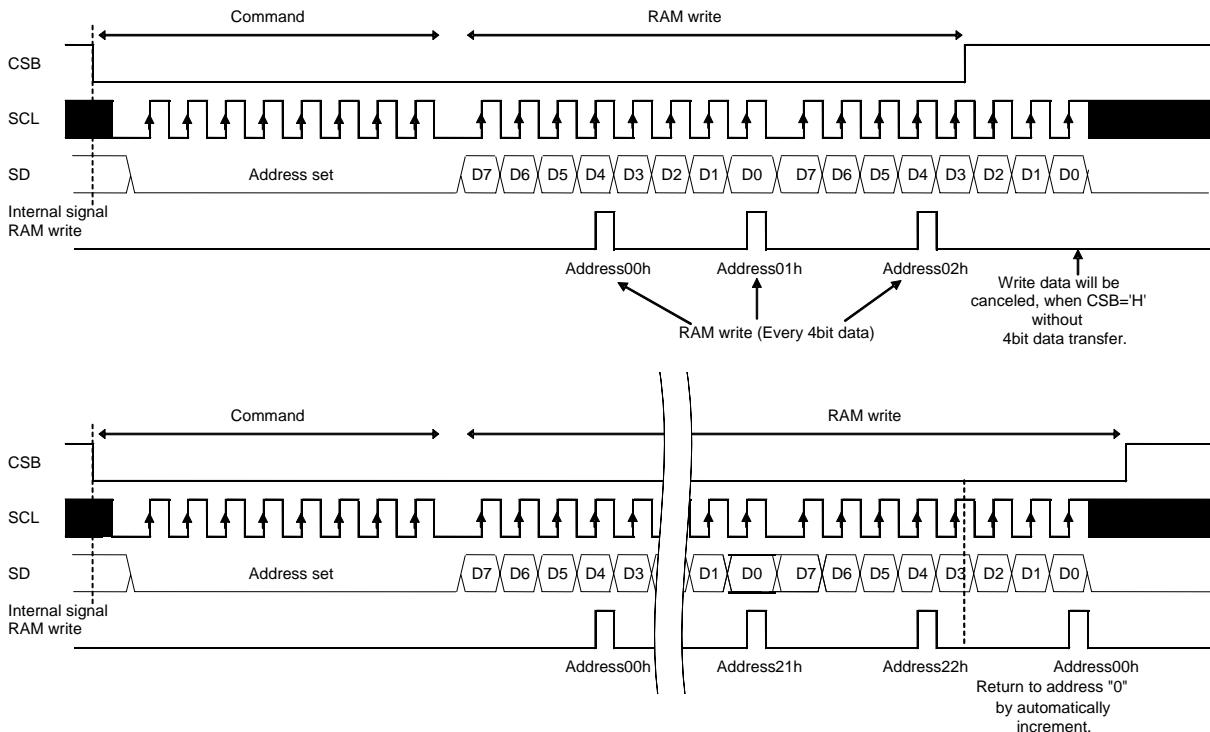 Command RAM write
CSB
SCL
SD Address set D7 D6 D5 D4 D3 D2 D1 D0 D7 D6 D5 D4 D3 D2 D1 D0
Internal signal
RAM write
Address00h Address01h Address02h
Write data will be
canceled, when CSB='H'
without
4bit data transfer.
RAM write (Every 4bit data)
Command RAM write
CSB
SCL
SD Address set D7 D6 D5 D4 D3 D1 D0 D7 D6 D5 D4 D3 D2 D1 D0
Internal signal
RAM write
Address00h Address21h Address22h Address00h
Return to address "0"
by automatically
increment.